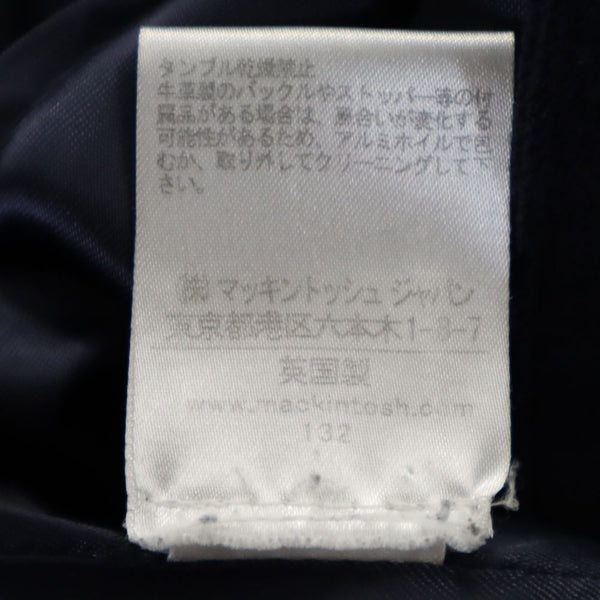 タンブル乾燥禁止
牛革製のバックルやストッパー等の付
属品がある場合は、風合いが変化する
可能性があるため、アルミホイルで包
むか、取り外してクリーニングして下
さい。
㈱マッキントッシュ ジャパン
東京都港区六本木1-8-7
英国製
www.mackintosh.com
132